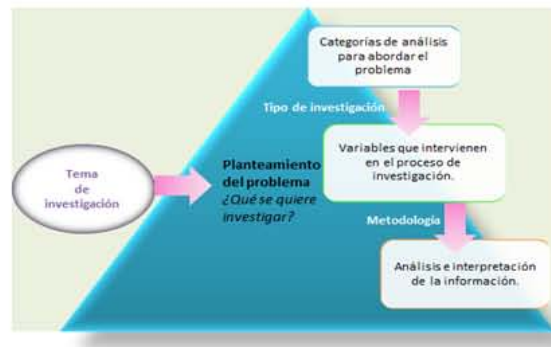 Categorías de análisis
para abordar el
problema
Tipo de investigación
Variables que intervienen
en el proceso de
investigación.
Tema
de
investigación
Planteamiento
del problema
¿Qué se quiere
investigar?
Metodología
Análisis e interpretación
de la información.